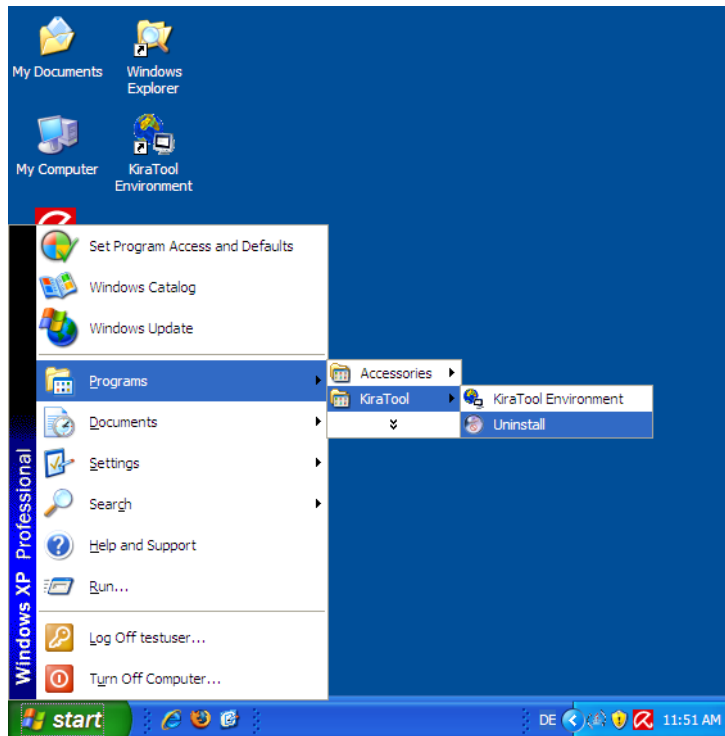 My Documents
Windows
Explorer
My Computer
KiraTool
Environment
Set Program Access and Defaults
Windows Catalog
Windows Update
Programs
Accessories
KiraTool
KiraTool Environment
Uninstall
Documents
Settings
Search
Help and Support
Run...
Log Off testuser...
Turn Off Computer...
Windows XP Professional
start
DE
11:51 AM